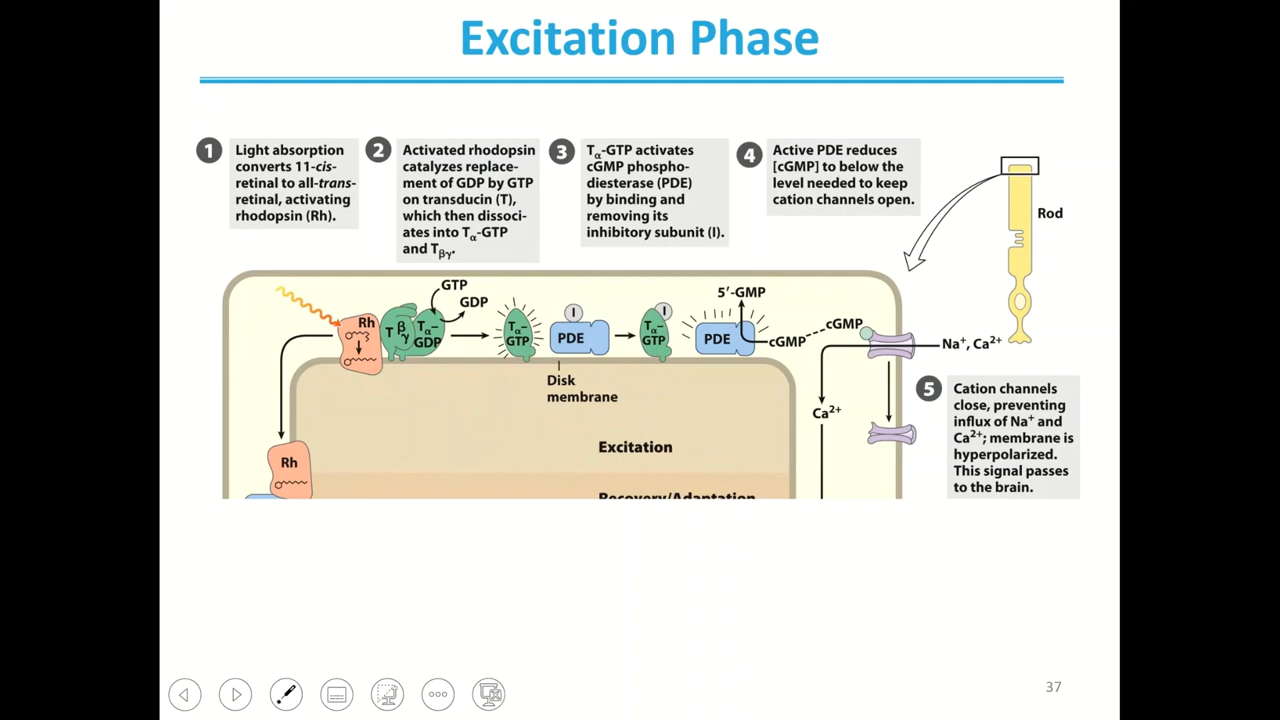 Excitation Phase
1
Light absorption
converts 11-cis-
retinal to all-trans-
retinal, activating
rhodopsin (Rh).
2
Activated rhodopsin
catalyzes replace-
ment of GDP by GTP
on transducin (T),
which then dissoci-
ates into Tα-GTP
and Tβγ.
3
Tα-GTP activates
cGMP phospho-
diesterase (PDE)
by binding and
removing its
inhibitory subunit (I).
4
Active PDE reduces
[cGMP] to below the
level needed to keep
cation channels open.
Rod
GTP
GDP
Rh
T β γ
Tα–
GDP
Tα–
GTP
I
PDE
I
Tα–
GTP
5′-GMP
PDE
cGMP
cGMP
Na+, Ca2+
Disk
membrane
Ca2+
5
Cation channels
close, preventing
influx of Na+ and
Ca2+; membrane is
hyperpolarized.
This signal passes
to the brain.
Excitation
Rh
Recovery/Adaptation
37